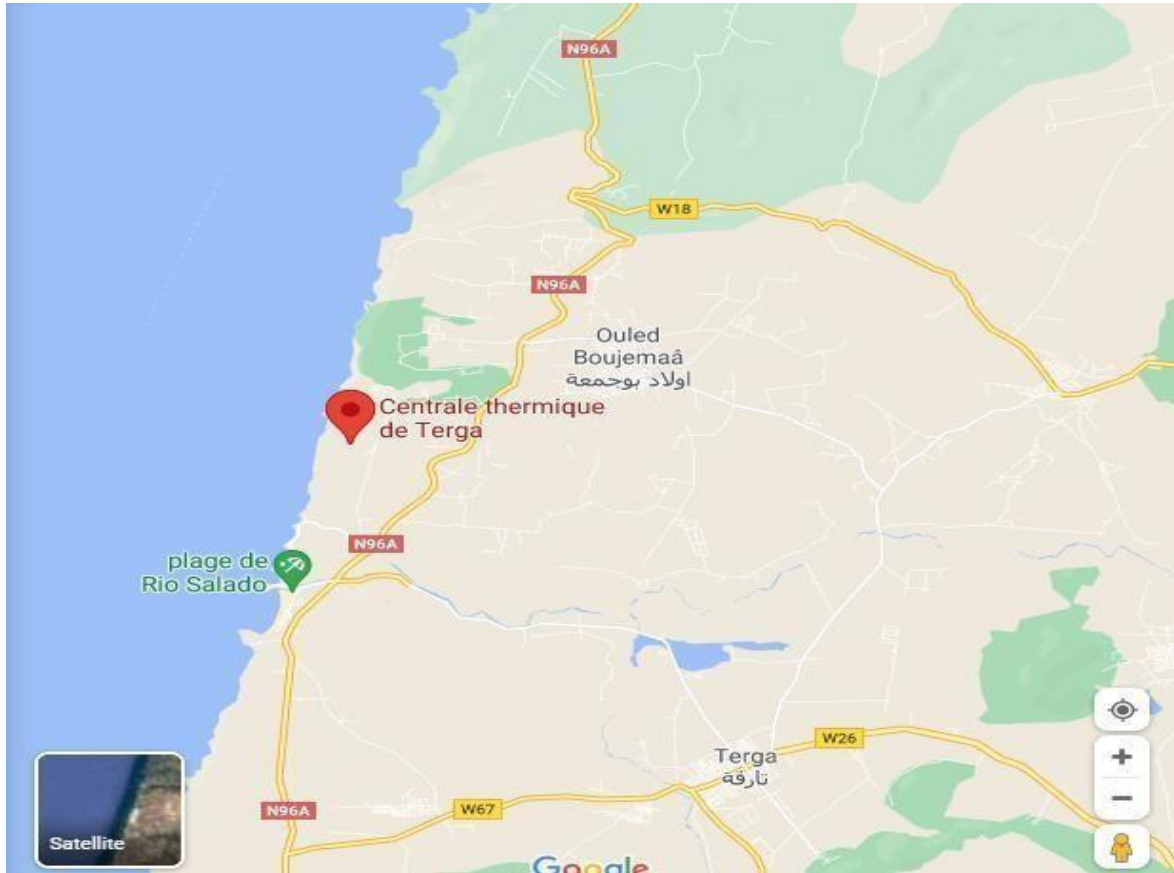 N96A
W18
N96A
Ouled
Boujemaâ
اولاد بوجمعة
Centrale thermique
de Terga
N96A
plage de
Rio Salado
W26
Terga
تارقة
N96A
W67
Satellite
Google